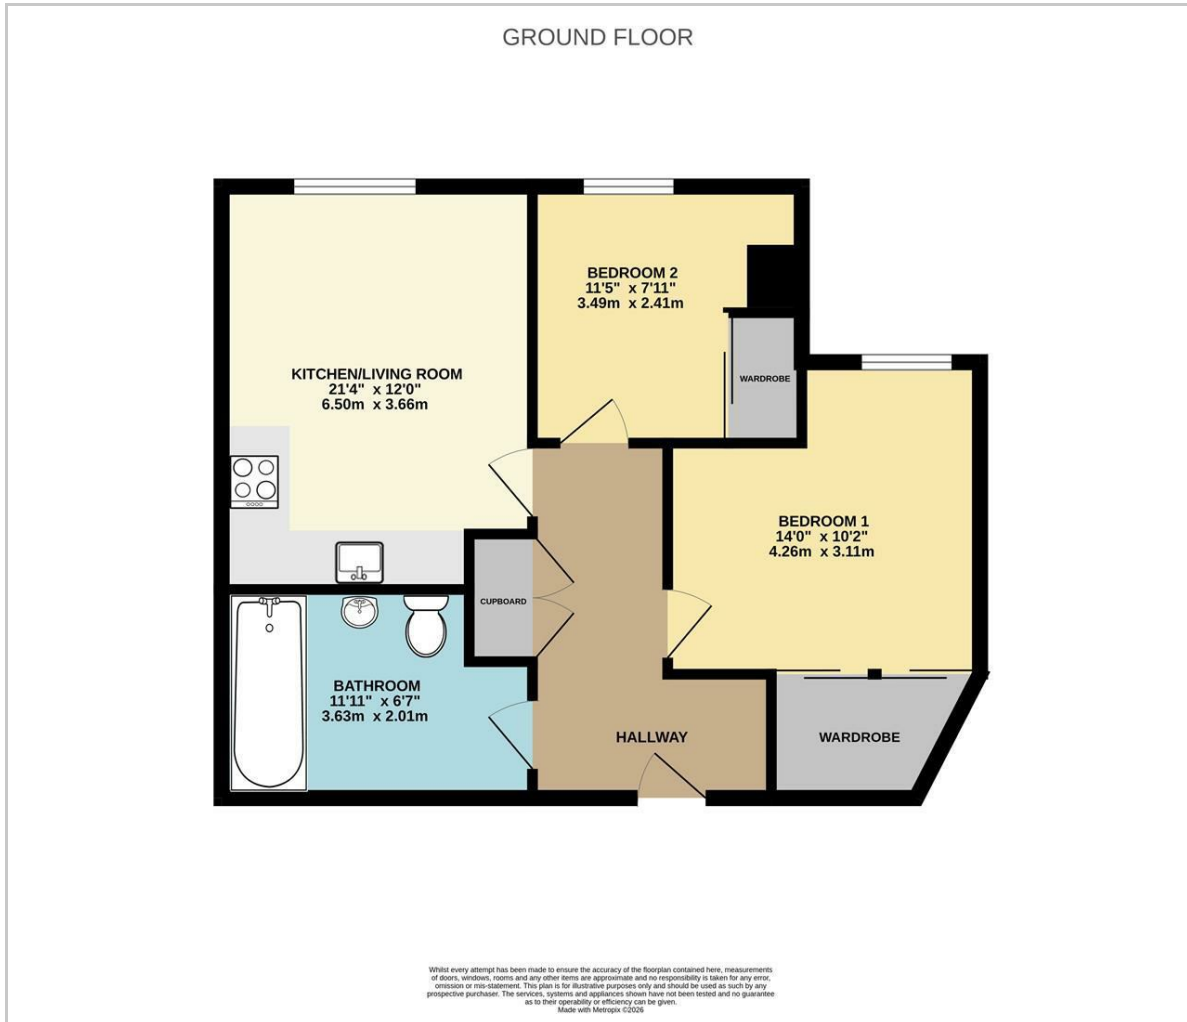 GROUND FLOOR
BEDROOM 2
11'5" x 7'11"
3.49m x 2.41m
KITCHEN/LIVING ROOM
21'4" x 12'0"
6.50m x 3.66m
WARDROBE
BEDROOM 1
14'0" x 10'2"
4.26m x 3.11m
CUPBOARD
BATHROOM
11'11" x 6'7"
3.63m x 2.01m
HALLWAY
WARDROBE
Whilst every attempt has been made to ensure the accuracy of the floorplan contained here, measurements
of doors, windows, rooms and any other items are approximate and no responsibility is taken for any error,
omission or mis-statement. This plan is for illustrative purposes only and should be used as such by any
prospective purchaser. The services, systems and appliances shown have not been tested and no guarantee
as to their operability or efficiency can be given.
Made with Metropix ©2026